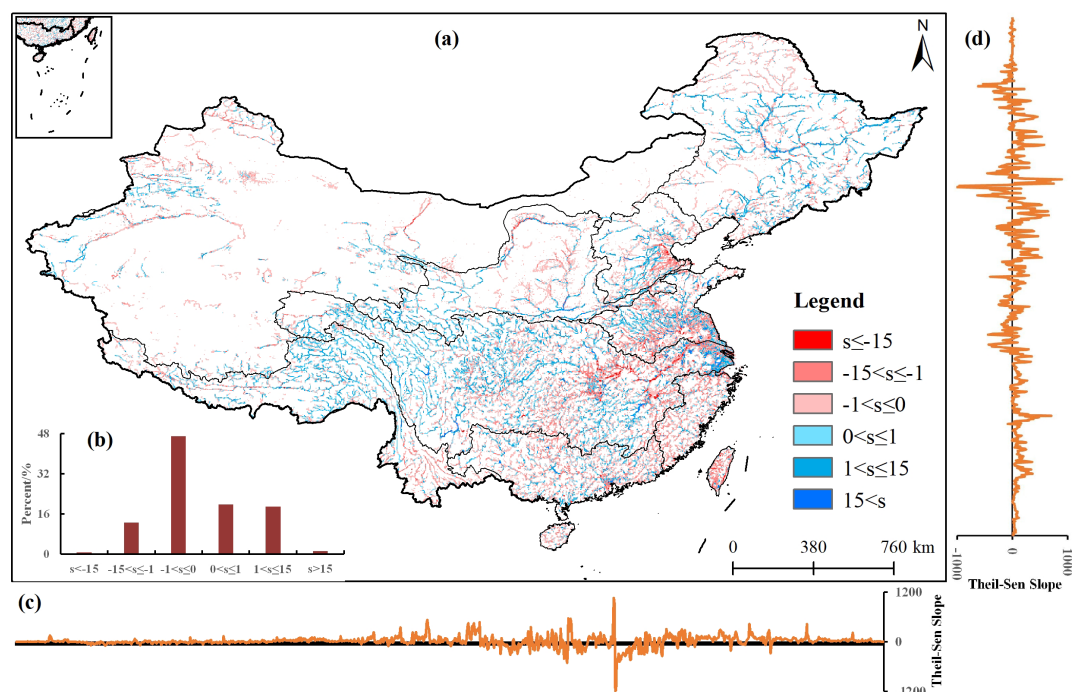 (a)
N
(d)
Legend
s≤-15
-15<s≤-1
-1<s≤0
0<s≤1
1<s≤15
15<s
0 380 760 km
(b)
Percent/%
48
32
16
0
s<-15 -15<s≤-1 -1<s≤0 0<s≤1 1<s≤15 s>15
-1000 0 1000
Theil-Sen Slope
(c)
1200
0
1200
Theil-Sen Slope